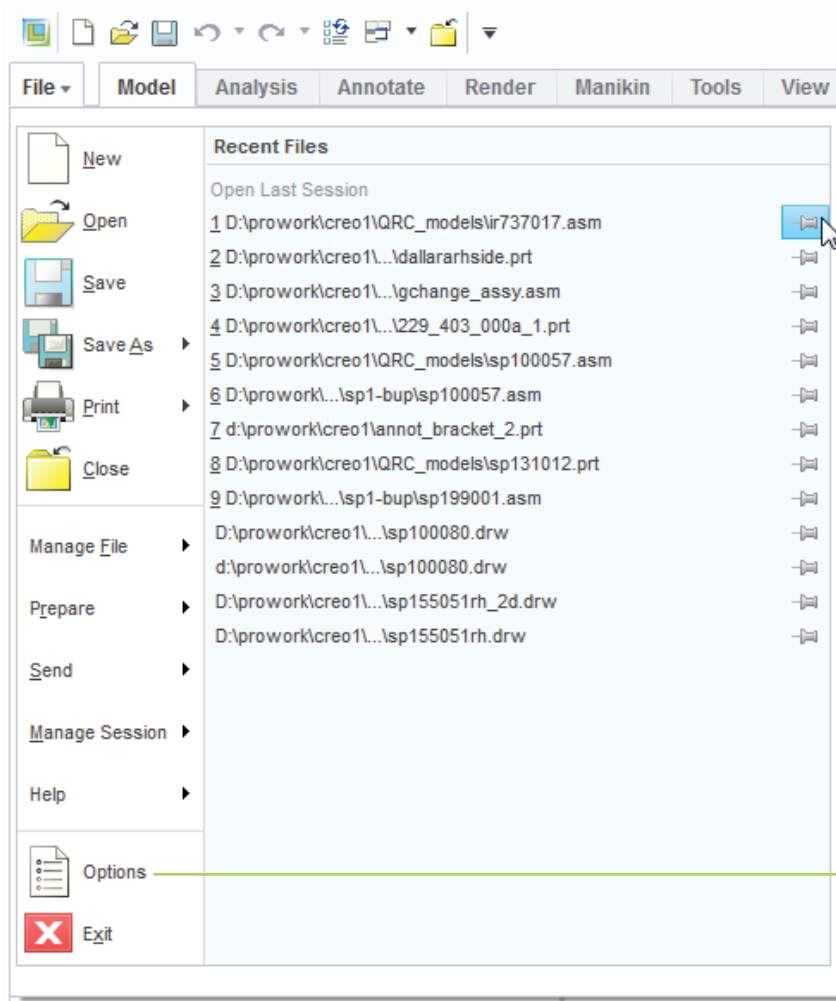 File Model Analysis Annotate Render Manikin Tools View
New
Open
Save
Save As
Print
Close
Manage File
Prepare
Send
Manage Session
Help
Options
Exit
Recent Files
Open Last Session
1 D:\prowork\creo1\QRC_models\ir737017.asm
2 D:\prowork\creo1\...\dallararhside.prt
3 D:\prowork\creo1\...\gchange_assy.asm
4 D:\prowork\creo1\...\229_403_000a_1.prt
5 D:\prowork\creo1\QRC_models\sp100057.asm
6 D:\prowork\...\sp1-bup\sp100057.asm
7 d:\prowork\creo1\annot_bracket_2.prt
8 D:\prowork\creo1\QRC_models\sp131012.prt
9 D:\prowork\...\sp1-bup\sp199001.asm
D:\prowork\creo1\...\sp100080.drw
d:\prowork\creo1\...\sp100080.drw
D:\prowork\creo1\...\sp155051rh_2d.drw
D:\prowork\creo1\...\sp155051rh.drw